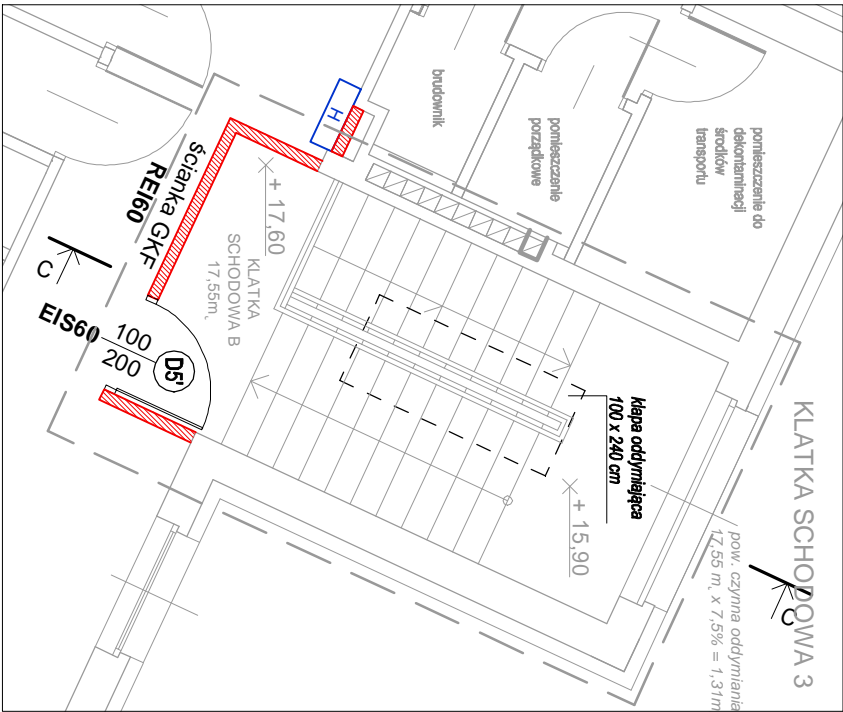 KLATKA SCHODOWA 3
pow. czynna oddymiania
17,55 m, x 7,5% = 1,31m
pomieszczenie do
dekontaminacji
środków
transportu
pomieszczenie
porządkowe
brudownik
H
ścianka GKF
REI60
+ 17,60
KLATKA
SCHODOWA B
17,55m,
klapa oddymiająca
100 x 240 cm
+ 15,90
C
C
EIS60
100
200
D5'